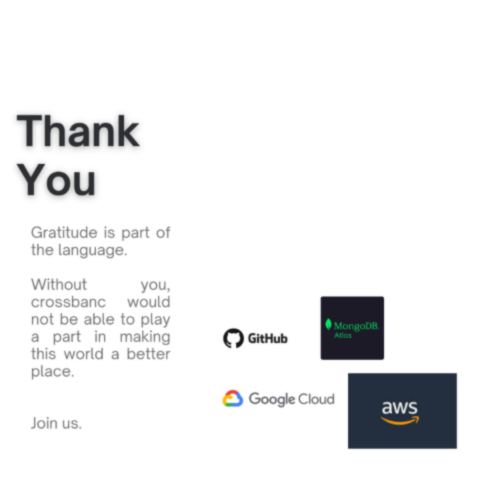 Thank
You
Gratitude is part of
the language.
Without you,
crossbanc would
not be able to play
a part in making
this world a better
place.
Join us.
GitHub
MongoDB.
Atlas
Google Cloud
aws